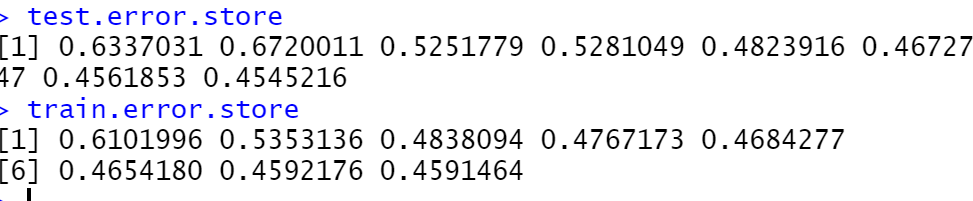 > test.error.store
[1] 0.6337031 0.6720011 0.5251779 0.5281049 0.4823916 0.46727
47 0.4561853 0.4545216
> train.error.store
[1] 0.6101996 0.5353136 0.4838094 0.4767173 0.4684277
[6] 0.4654180 0.4592176 0.4591464
>